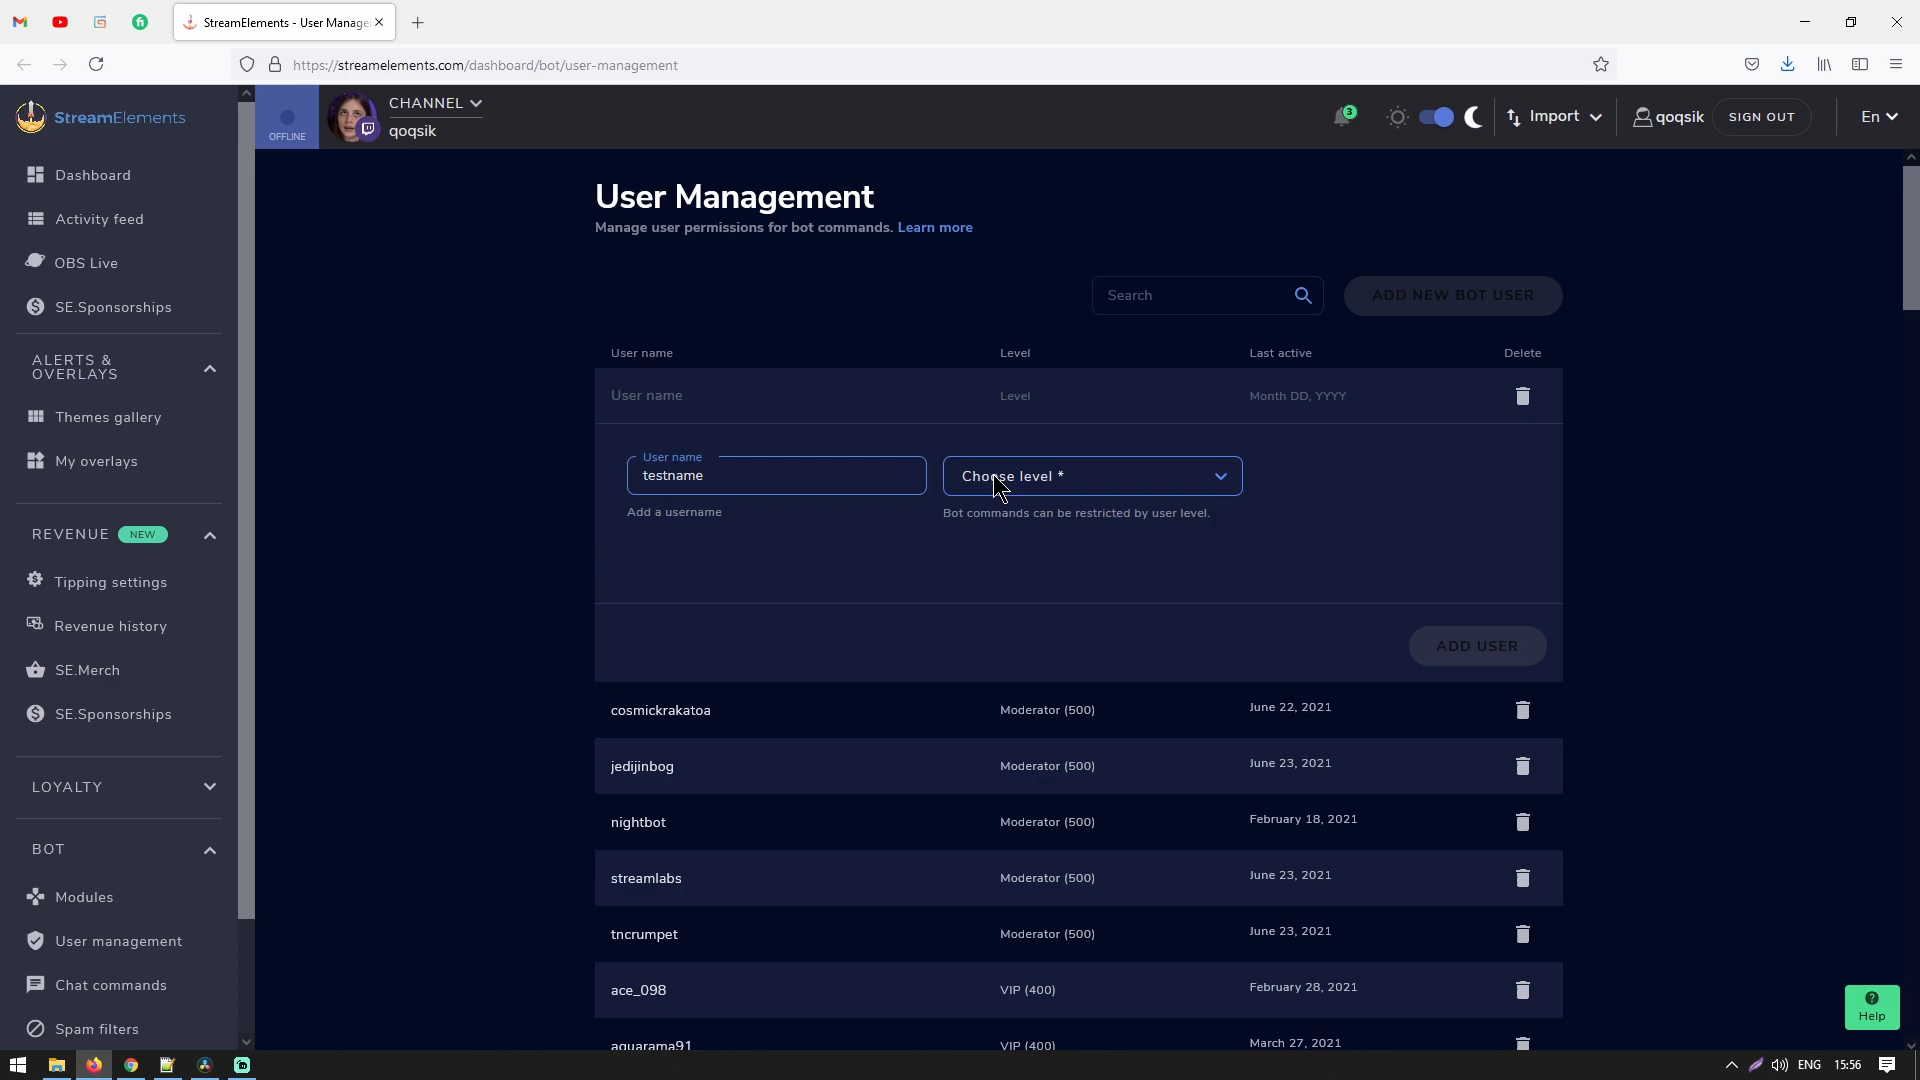 StreamElements - User Manage
https://streamelements.com/dashboard/bot/user-management
StreamElements
OFFLINE
CHANNEL
qoqsik
3
Import
qoqsik
SIGN OUT
En
Dashboard
Activity feed
OBS Live
SE.Sponsorships
ALERTS &
OVERLAYS
Themes gallery
My overlays
REVENUE NEW
Tipping settings
Revenue history
SE.Merch
SE.Sponsorships
LOYALTY
BOT
Modules
User management
Chat commands
Spam filters
User Management
Manage user permissions for bot commands. Learn more
Search
ADD NEW BOT USER
User name Level Last active Delete
User name Level Month DD, YYYY
User name
testname
Add a username
Choose level *
Bot commands can be restricted by user level.
ADD USER
cosmickrakatoa Moderator (500) June 22, 2021
jedijinbog Moderator (500) June 23, 2021
nightbot Moderator (500) February 18, 2021
streamlabs Moderator (500) June 23, 2021
tncrumpet Moderator (500) June 23, 2021
ace_098 VIP (400) February 28, 2021
aquarama91 VIP (400) March 27, 2021
Help
ENG 15:56